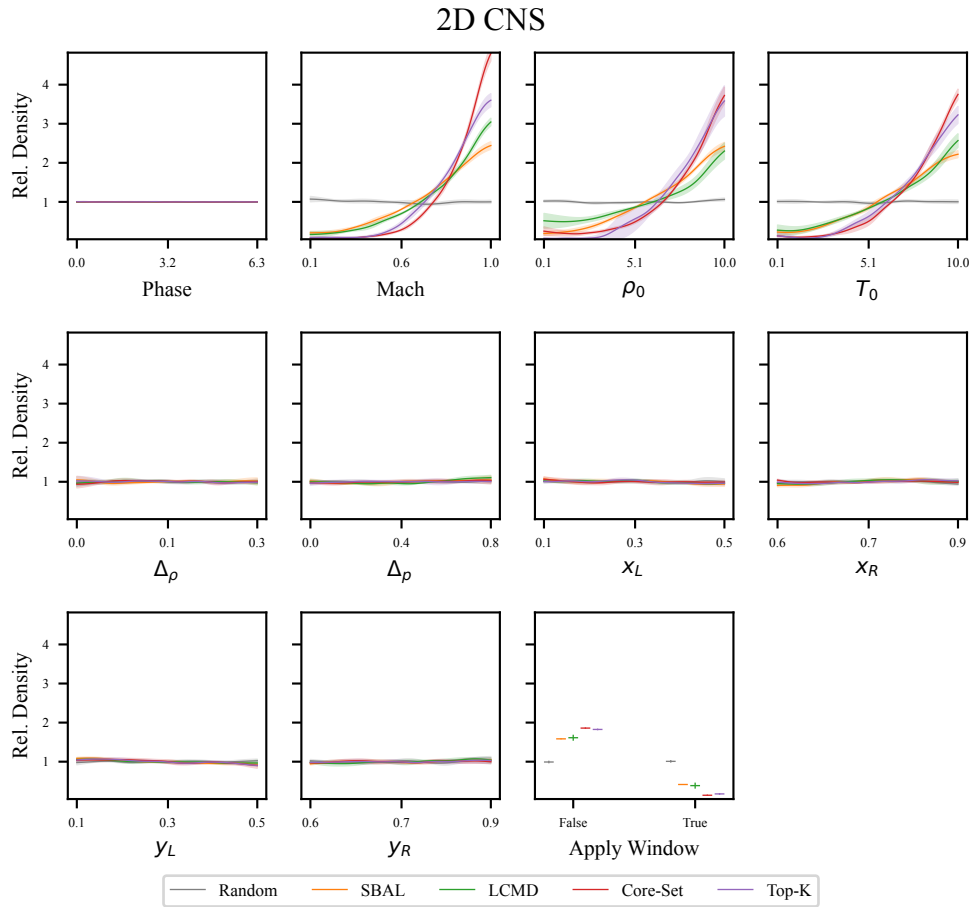 2D CNS
Rel. Density
4
3
2
1
0.0 3.2 6.3
Phase
0.1 0.6 1.0
Mach
0.1 5.1 10.0
ρ₀
0.1 5.1 10.0
T₀
Rel. Density
4
3
2
1
0.0 0.1 0.3
Δρ
0.0 0.4 0.8
Δp
0.1 0.3 0.5
x_L
0.6 0.7 0.9
x_R
Rel. Density
4
3
2
1
0.1 0.3 0.5
y_L
0.6 0.7 0.9
y_R
False True
Apply Window
Random SBAL LCMD Core-Set Top-K